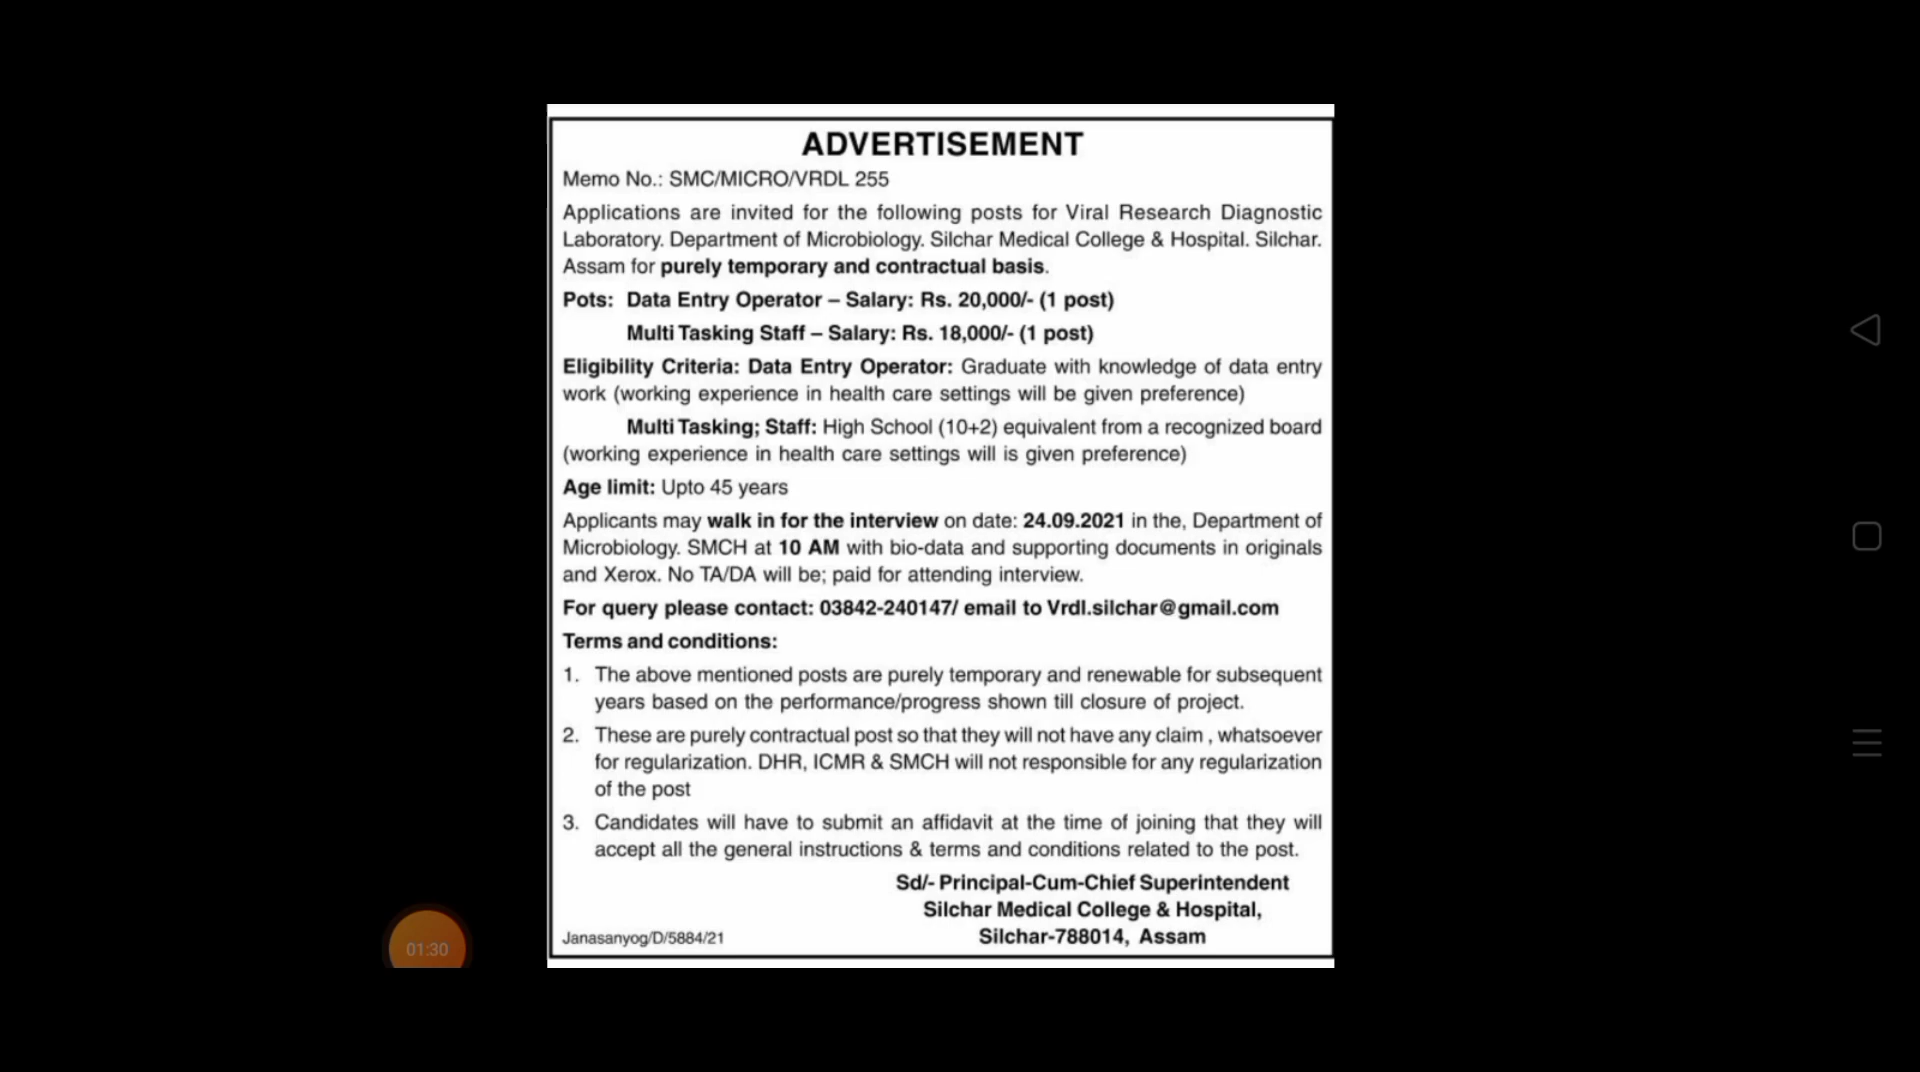 ADVERTISEMENT
Memo No.: SMC/MICRO/VRDL 255
Applications are invited for the following posts for Viral Research Diagnostic
Laboratory. Department of Microbiology. Silchar Medical College & Hospital. Silchar.
Assam for purely temporary and contractual basis.
Pots: Data Entry Operator – Salary: Rs. 20,000/- (1 post)
Multi Tasking Staff – Salary: Rs. 18,000/- (1 post)
Eligibility Criteria: Data Entry Operator: Graduate with knowledge of data entry
work (working experience in health care settings will be given preference)
Multi Tasking; Staff: High School (10+2) equivalent from a recognized board
(working experience in health care settings will is given preference)
Age limit: Upto 45 years
Applicants may walk in for the interview on date: 24.09.2021 in the, Department of
Microbiology. SMCH at 10 AM with bio-data and supporting documents in originals
and Xerox. No TA/DA will be; paid for attending interview.
For query please contact: 03842-240147/ email to Vrdl.silchar@gmail.com
Terms and conditions:
1. The above mentioned posts are purely temporary and renewable for subsequent
years based on the performance/progress shown till closure of project.
2. These are purely contractual post so that they will not have any claim , whatsoever
for regularization. DHR, ICMR & SMCH will not responsible for any regularization
of the post
3. Candidates will have to submit an affidavit at the time of joining that they will
accept all the general instructions & terms and conditions related to the post.
Sd/- Principal-Cum-Chief Superintendent
Silchar Medical College & Hospital,
Silchar-788014, Assam
Janasanyog/D/5884/21
01:30